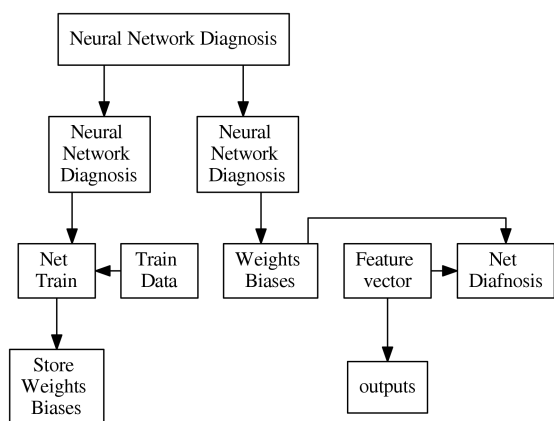 Neural Network Diagnosis
Neural
Network
Diagnosis
Neural
Network
Diagnosis
Net
Train
Train
Data
Weights
Biases
Feature
vector
Net
Diafnosis
Store
Weights
Biases
outputs